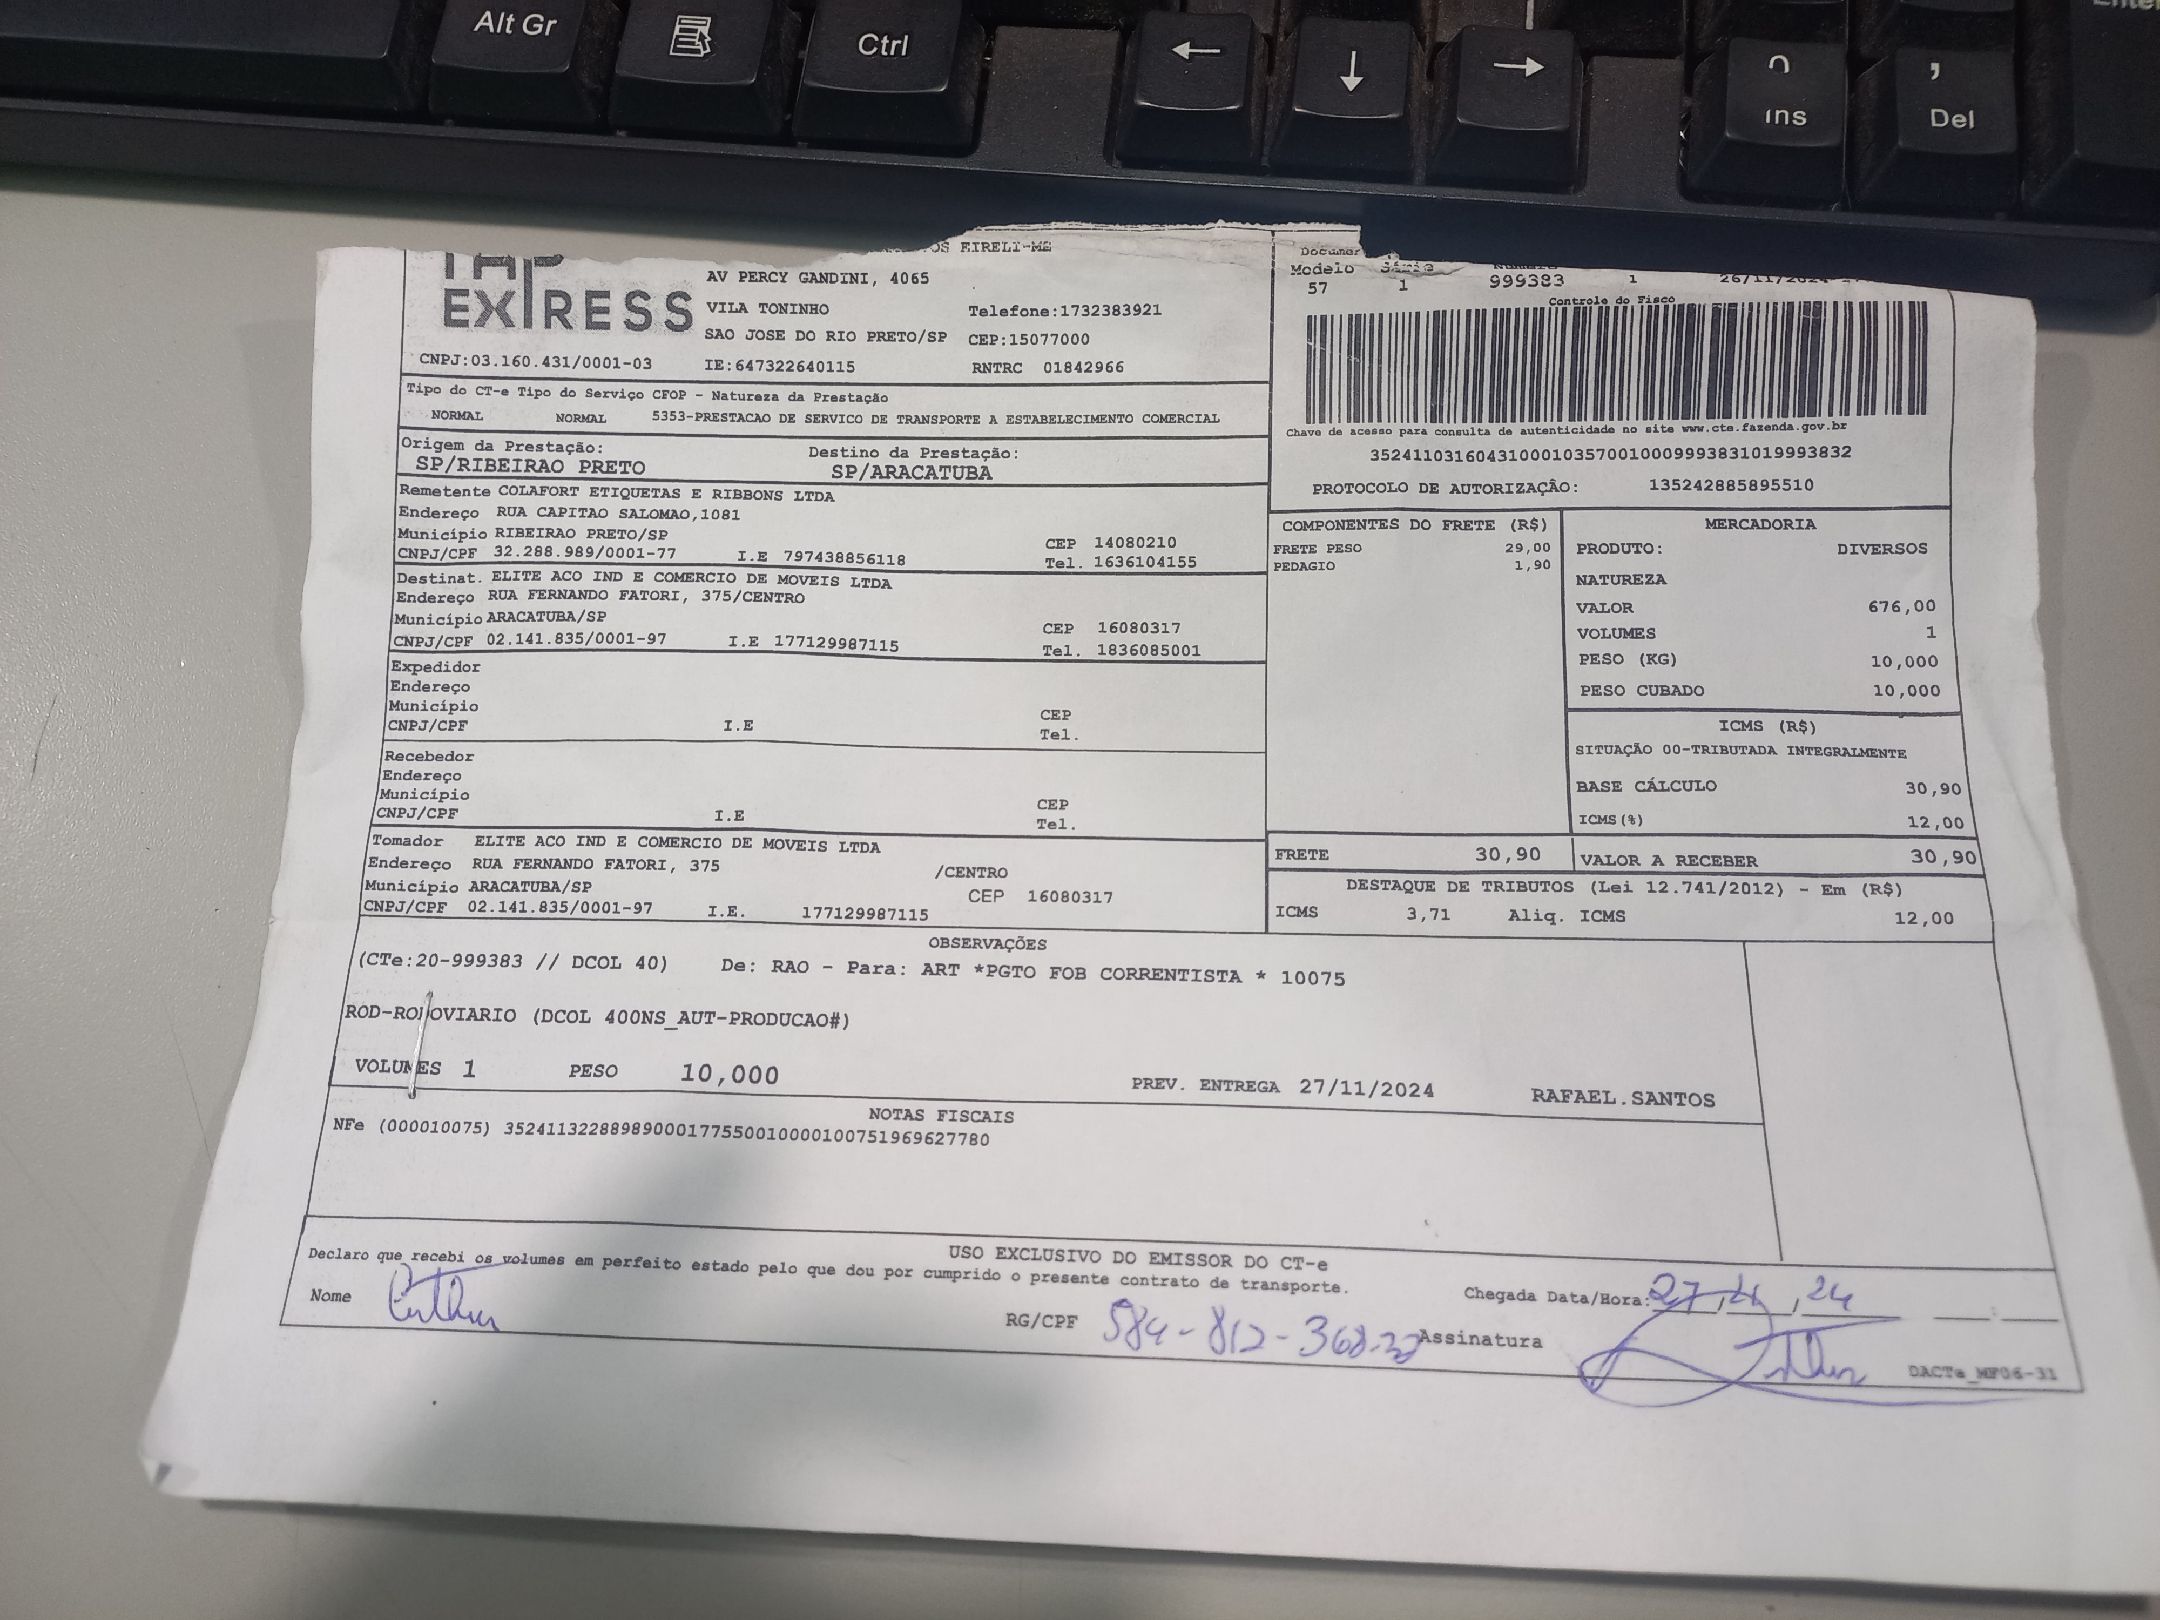 Alt Gr
Ctrl
←
↓
→
Ins
,
Del
EIRELI-ME
EXPRESS
AV PERCY GANDINI, 4065
VILA TONINHO Telefone:1732383921
SAO JOSE DO RIO PRETO/SP CEP:15077000
CNPJ:03.160.431/0001-03 IE:647322640115 RNTRC 01842966
Modelo Série
57 1 999383 1
Controle do Fisco
Chave de acesso para consulta de autenticidade no site www.cte.fazenda.gov.br
35241103160431000103570010009993831019993832
PROTOCOLO DE AUTORIZAÇÃO: 135242885895510
Tipo do CT-e Tipo do Serviço CFOP - Natureza da Prestação
NORMAL NORMAL 5353-PRESTACAO DE SERVICO DE TRANSPORTE A ESTABELECIMENTO COMERCIAL
Origem da Prestação: Destino da Prestação:
SP/RIBEIRAO PRETO SP/ARACATUBA
Remetente COLAFORT ETIQUETAS E RIBBONS LTDA
Endereço RUA CAPITAO SALOMAO,1081
Município RIBEIRAO PRETO/SP CEP 14080210
CNPJ/CPF 32.288.989/0001-77 I.E 797438856118 Tel. 1636104155
Destinat. ELITE ACO IND E COMERCIO DE MOVEIS LTDA
Endereço RUA FERNANDO FATORI, 375/CENTRO
Município ARACATUBA/SP CEP 16080317
CNPJ/CPF 02.141.835/0001-97 I.E 177129987115 Tel. 1836085001
Expedidor
Endereço
Município CEP
CNPJ/CPF I.E Tel.
Recebedor
Endereço
Município CEP
CNPJ/CPF I.E Tel.
Tomador ELITE ACO IND E COMERCIO DE MOVEIS LTDA
Endereço RUA FERNANDO FATORI, 375 /CENTRO
Município ARACATUBA/SP CEP 16080317
CNPJ/CPF 02.141.835/0001-97 I.E. 177129987115
COMPONENTES DO FRETE (R$)
FRETE PESO 29,00
PEDAGIO 1,90
MERCADORIA
PRODUTO: DIVERSOS
NATUREZA
VALOR 676,00
VOLUMES 1
PESO (KG) 10,000
PESO CUBADO 10,000
ICMS (R$)
SITUAÇÃO 00-TRIBUTADA INTEGRALMENTE
BASE CÁLCULO 30,90
ICMS(%) 12,00
FRETE 30,90 VALOR A RECEBER 30,90
DESTAQUE DE TRIBUTOS (Lei 12.741/2012) - Em (R$)
ICMS 3,71 Aliq. ICMS 12,00
OBSERVAÇÕES
(CTe:20-999383 // DCOL 40) De: RAO - Para: ART *PGTO FOB CORRENTISTA * 10075
ROD-RODOVIARIO (DCOL 400NS_AUT-PRODUCAO#)
VOLUMES 1 PESO 10,000 PREV. ENTREGA 27/11/2024 RAFAEL.SANTOS
NOTAS FISCAIS
NFe (000010075) 35241132288989000177550010000100751969627780
USO EXCLUSIVO DO EMISSOR DO CT-e
Declaro que recebi os volumes em perfeito estado pelo que dou por cumprido o presente contrato de transporte.
Nome RG/CPF 584-812-368- Chegada Data/Hora: 27, 24
Assinatura
DACTe_MF06-31